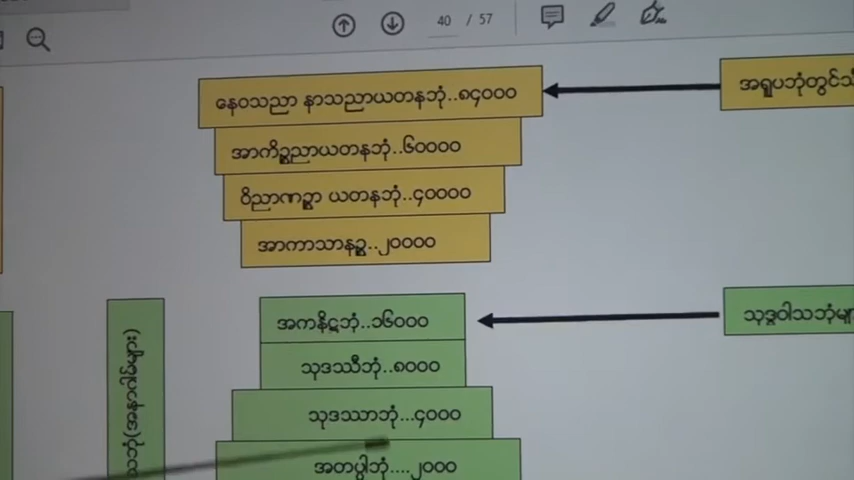 40 / 57
နေဝသညာ နာသညာယတနဘုံ..၈၄၀၀၀
အရူပဘုံတွင်
အာကိဉ္စညာယတနဘုံ..၆၀၀၀၀
ဝိညာဏဉ္စာ ယတနဘုံ..၄၀၀၀၀
အာကာသာနဉ္စ..၂၀၀၀၀
အကနိဋ္ဌဘုံ..၁၆၀၀၀
သုဒ္ဓဝါသဘုံများ
သုဒဿီဘုံ..၈၀၀၀
သုဒဿာဘုံ...၄၀၀၀
အတပ္ပါဘုံ....၂၀၀၀